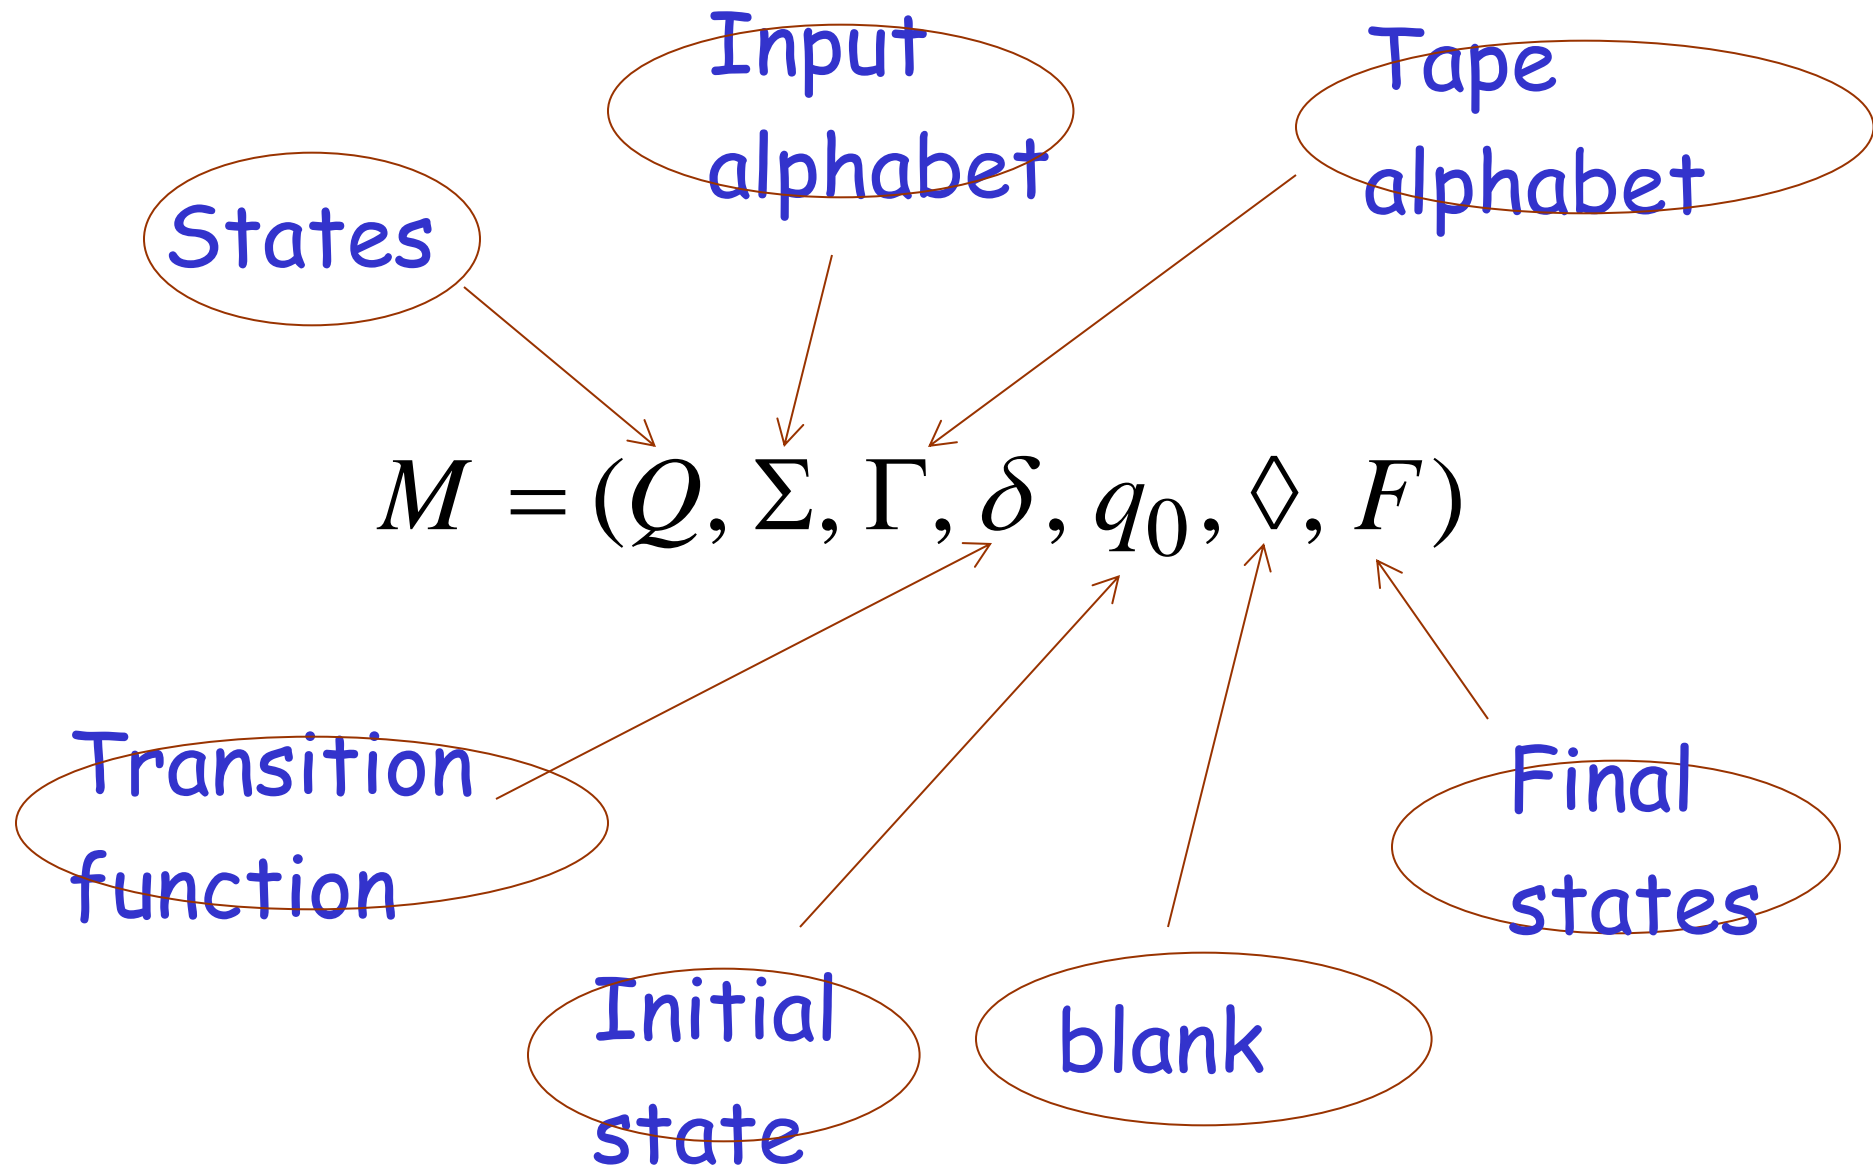 Input
alphabet
Tape
alphabet
States
M = (Q, Σ, Γ, δ, q₀, ◊, F)
Transition
function
Final
states
Initial
state
blank